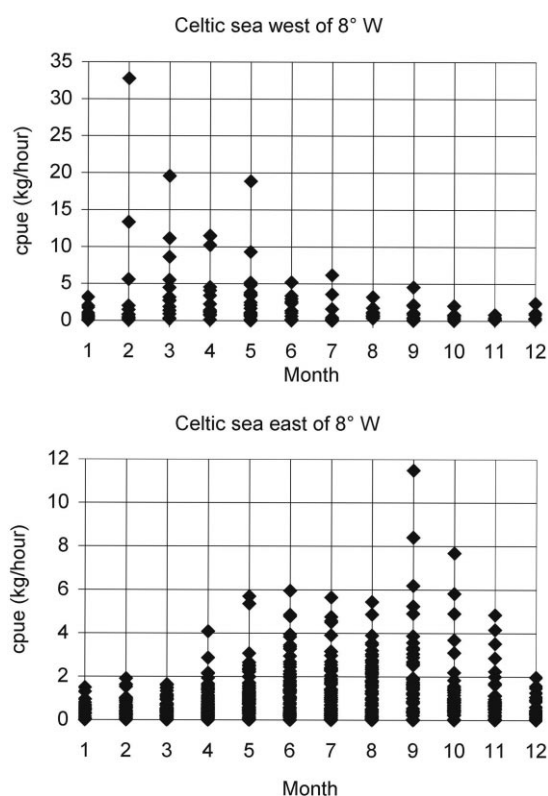 Celtic sea west of 8° W
35
30
25
20
15
10
5
0
cpue (kg/hour)
1 2 3 4 5 6 7 8 9 10 11 12
Month
Celtic sea east of 8° W
12
10
8
6
4
2
0
cpue (kg/hour)
1 2 3 4 5 6 7 8 9 10 11 12
Month